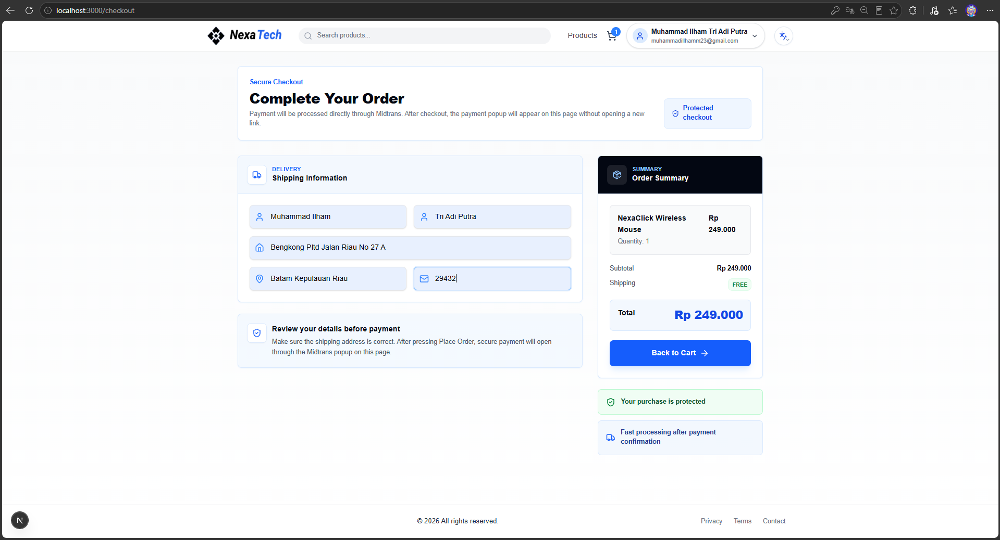 localhost:3000/checkout
Nexa Tech
Search products...
Products
1
Muhammad Ilham Tri Adi Putra
muhammadillhamm23@gmail.com
Secure Checkout
Complete Your Order
Payment will be processed directly through Midtrans. After checkout, the payment popup will appear on this page without opening a new
link.
Protected
checkout
DELIVERY
Shipping Information
Muhammad Ilham
Tri Adi Putra
Bengkong Pltd Jalan Riau No 27 A
Batam Kepulauan Riau
29432
Review your details before payment
Make sure the shipping address is correct. After pressing Place Order, secure payment will open
through the Midtrans popup on this page.
SUMMARY
Order Summary
NexaClick Wireless
Mouse
Rp
249.000
Quantity: 1
Subtotal
Rp 249.000
Shipping
FREE
Total
Rp 249.000
Back to Cart
Your purchase is protected
Fast processing after payment
confirmation
N
© 2026 All rights reserved.
Privacy
Terms
Contact